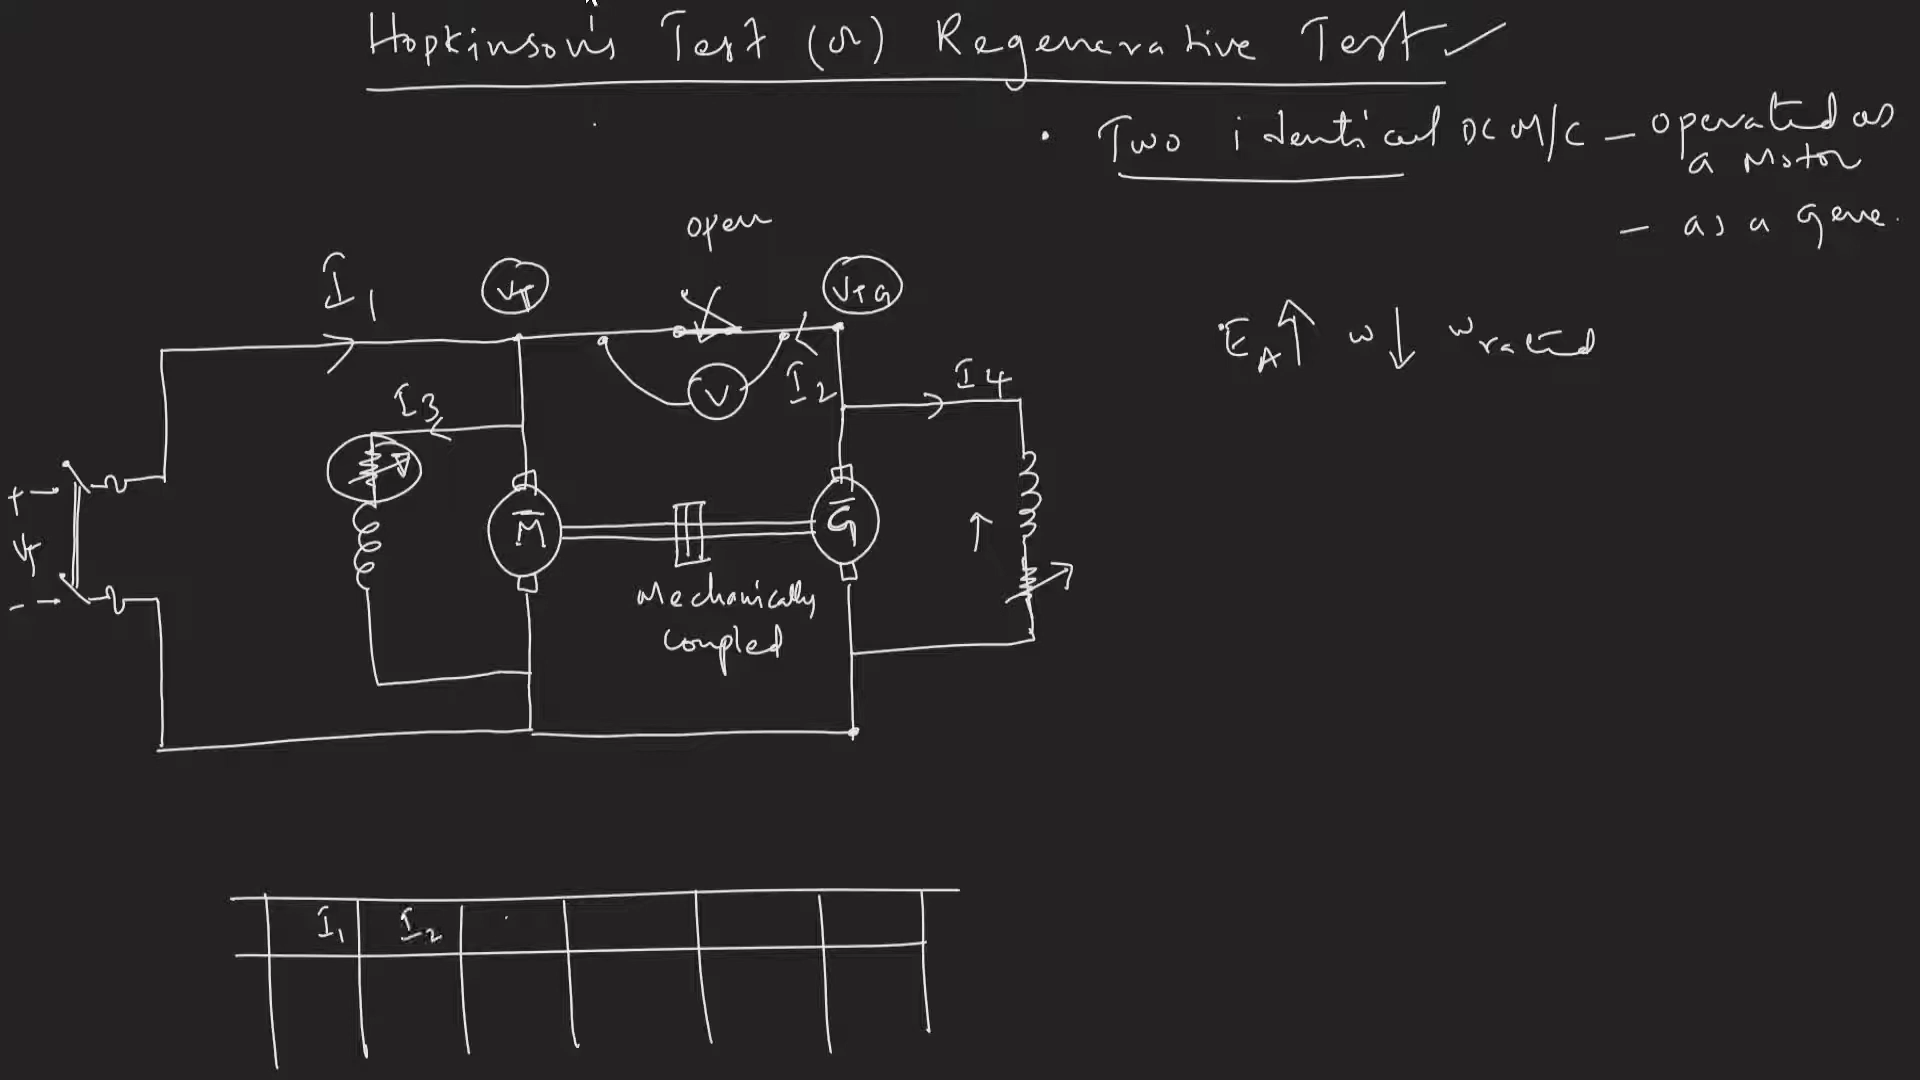 Hopkinson's Test (or) Regenerative Test ✓
• Two identical DC M/C – operated as
a Motor
– as a Gene.
open
I1
VT
VTG
EA↑ ω↓ ωrated
I2
I4
I3
V
+
VT
-
M
G
Mechanically
coupled
I1 I2